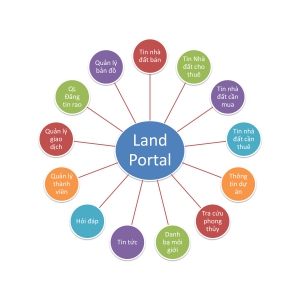 Land
Portal
Tin nhà
đất bán
Tin Nhà
đất cho
thuê
Tin nhà
đất cần
mua
Tin nhà
đất cần
thuê
Thông
tin dự
án
Tra cứu
phong
thủy
Danh
bạ môi
giới
Tin tức
Hỏi đáp
Quản lý
thành
viên
Quản lý
giao
dịch
QL
Đăng
tin rao
Quản lý
bản đồ